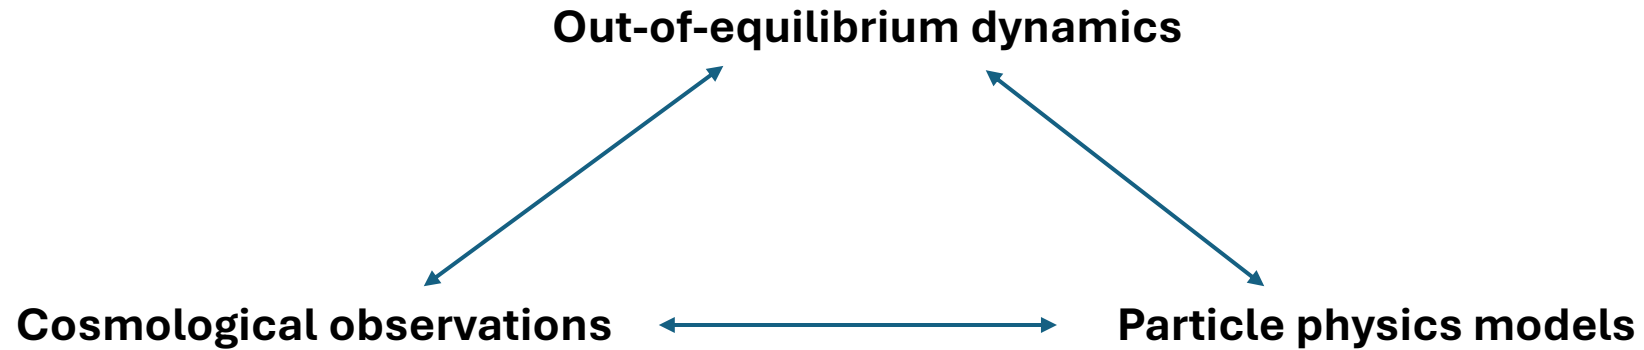 Out-of-equilibrium dynamics
Cosmological observations
Particle physics models